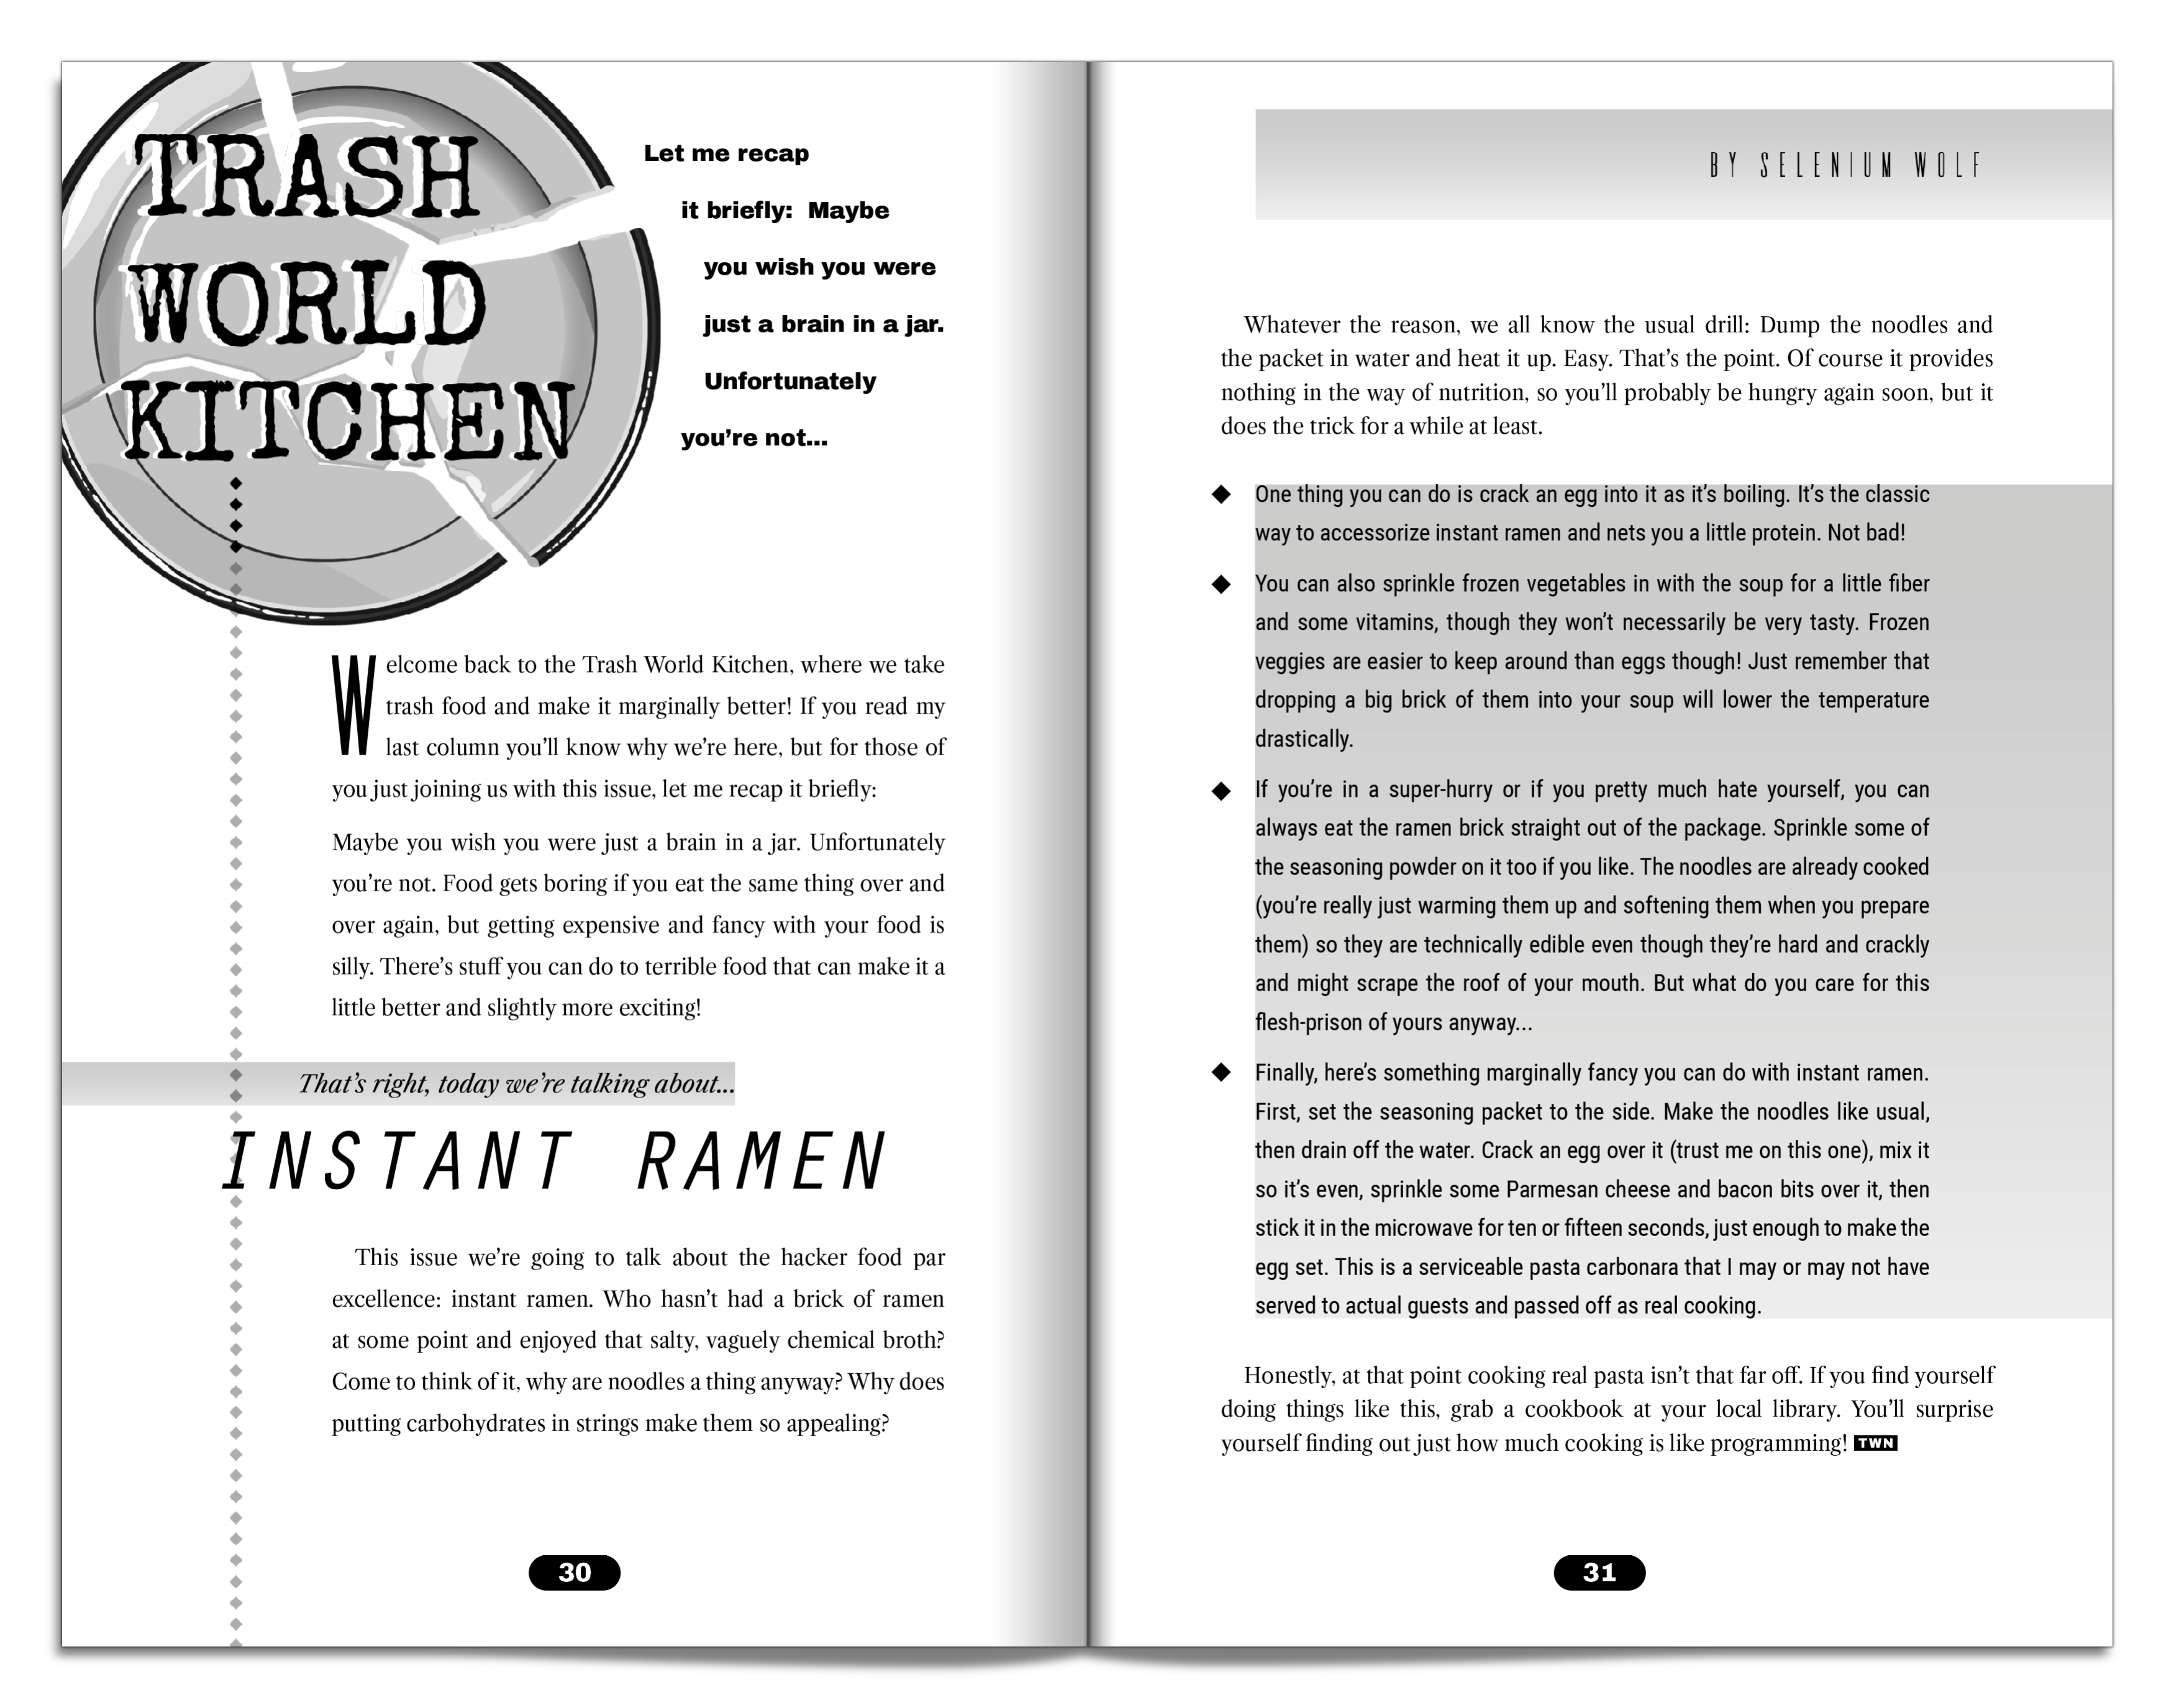 TRASH
WORLD
KITCHEN
Let me recap
it briefly: Maybe
you wish you were
just a brain in a jar.
Unfortunately
you’re not...
Welcome back to the Trash World Kitchen, where we take
trash food and make it marginally better! If you read my
last column you’ll know why we’re here, but for those of
you just joining us with this issue, let me recap it briefly:
Maybe you wish you were just a brain in a jar. Unfortunately
you’re not. Food gets boring if you eat the same thing over and
over again, but getting expensive and fancy with your food is
silly. There’s stuff you can do to terrible food that can make it a
little better and slightly more exciting!
That’s right, today we’re talking about...
INSTANT RAMEN
This issue we’re going to talk about the hacker food par
excellence: instant ramen. Who hasn’t had a brick of ramen
at some point and enjoyed that salty, vaguely chemical broth?
Come to think of it, why are noodles a thing anyway? Why does
putting carbohydrates in strings make them so appealing?
30
BY SELENIUM WOLF
Whatever the reason, we all know the usual drill: Dump the noodles and
the packet in water and heat it up. Easy. That’s the point. Of course it provides
nothing in the way of nutrition, so you’ll probably be hungry again soon, but it
does the trick for a while at least.
◆ One thing you can do is crack an egg into it as it’s boiling. It’s the classic
way to accessorize instant ramen and nets you a little protein. Not bad!
◆ You can also sprinkle frozen vegetables in with the soup for a little fiber
and some vitamins, though they won’t necessarily be very tasty. Frozen
veggies are easier to keep around than eggs though! Just remember that
dropping a big brick of them into your soup will lower the temperature
drastically.
◆ If you’re in a super-hurry or if you pretty much hate yourself, you can
always eat the ramen brick straight out of the package. Sprinkle some of
the seasoning powder on it too if you like. The noodles are already cooked
(you’re really just warming them up and softening them when you prepare
them) so they are technically edible even though they’re hard and crackly
and might scrape the roof of your mouth. But what do you care for this
flesh-prison of yours anyway...
◆ Finally, here’s something marginally fancy you can do with instant ramen.
First, set the seasoning packet to the side. Make the noodles like usual,
then drain off the water. Crack an egg over it (trust me on this one), mix it
so it’s even, sprinkle some Parmesan cheese and bacon bits over it, then
stick it in the microwave for ten or fifteen seconds, just enough to make the
egg set. This is a serviceable pasta carbonara that I may or may not have
served to actual guests and passed off as real cooking.
Honestly, at that point cooking real pasta isn’t that far off. If you find yourself
doing things like this, grab a cookbook at your local library. You’ll surprise
yourself finding out just how much cooking is like programming! TWN
31